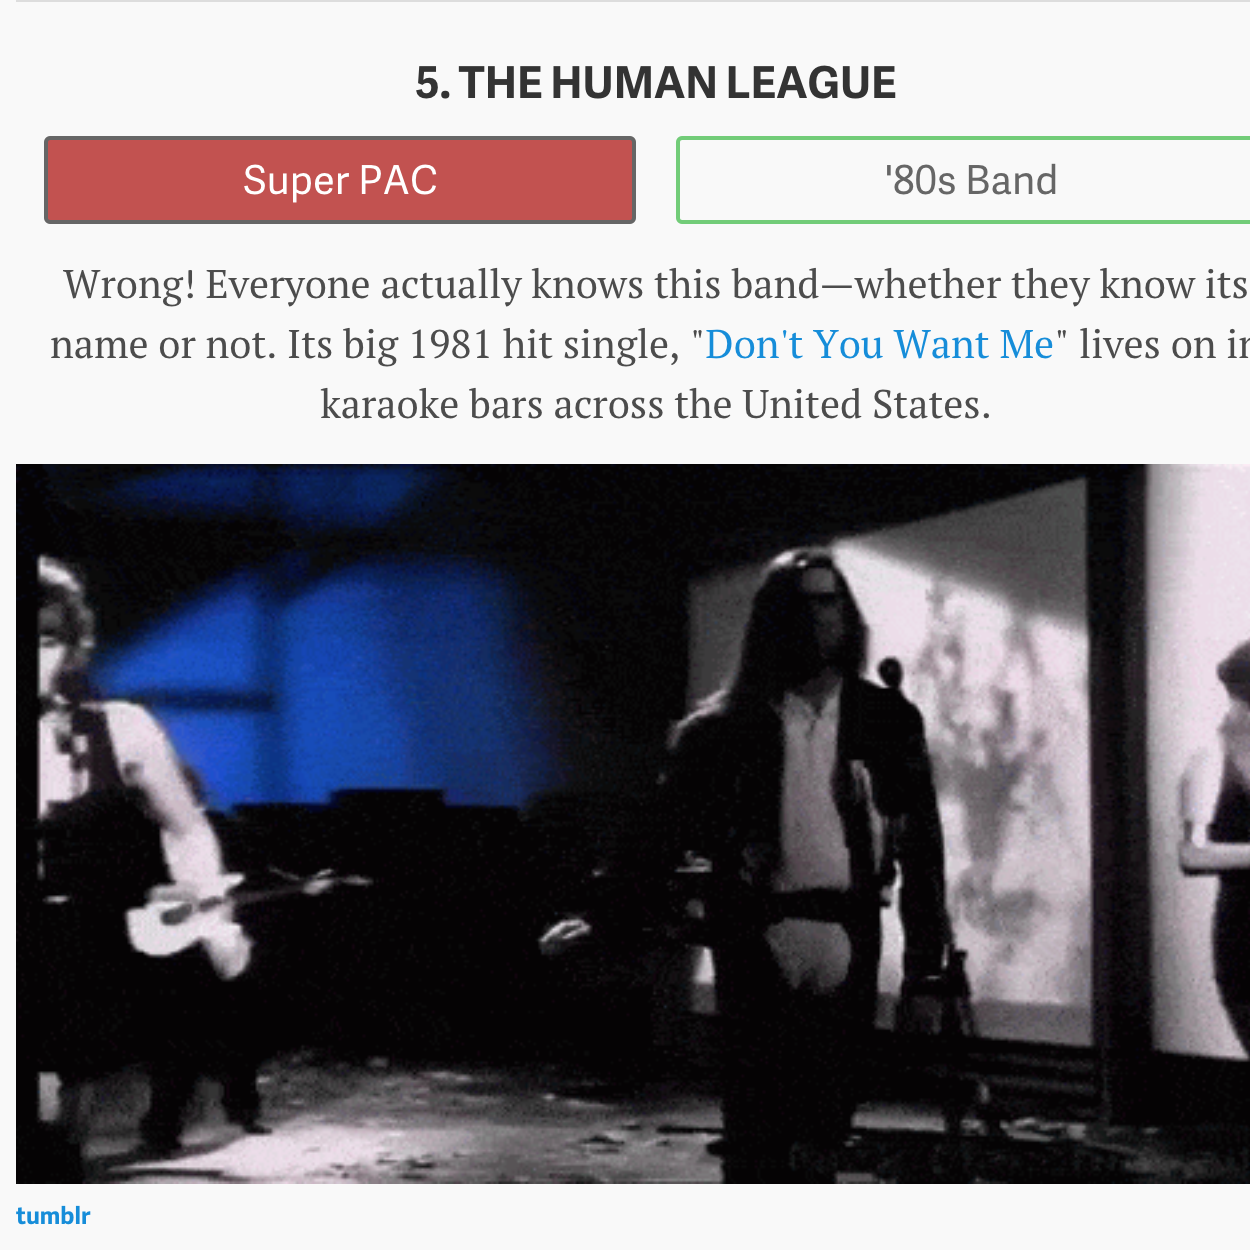 5. THE HUMAN LEAGUE
Super PAC
'80s Band
Wrong! Everyone actually knows this band—whether they know its
name or not. Its big 1981 hit single, "Don't You Want Me" lives on in
karaoke bars across the United States.
tumblr